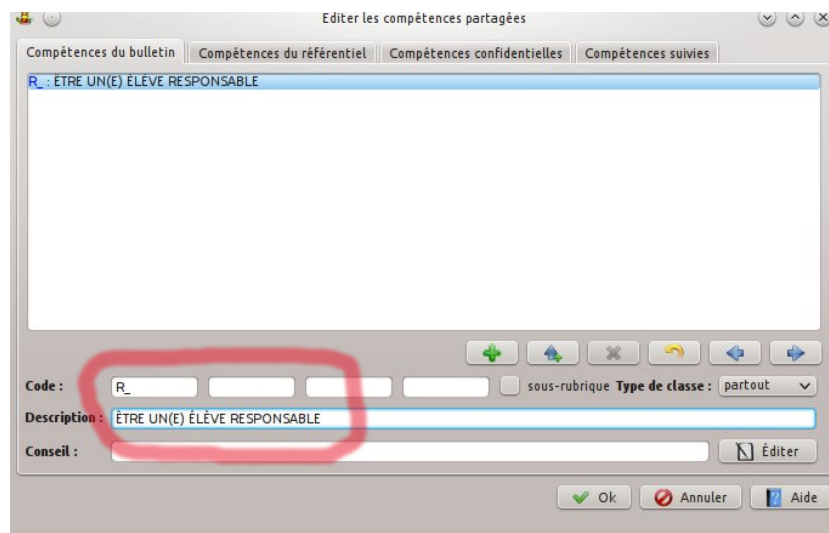 Editer les compétences partagées
Compétences du bulletin Compétences du référentiel Compétences confidentielles Compétences suivies
R_ : ÊTRE UN(E) ÉLÈVE RESPONSABLE
Code : R_ sous-rubrique Type de classe : partout
Description : ÊTRE UN(E) ÉLÈVE RESPONSABLE
Conseil : Éditer
Ok Annuler Aide